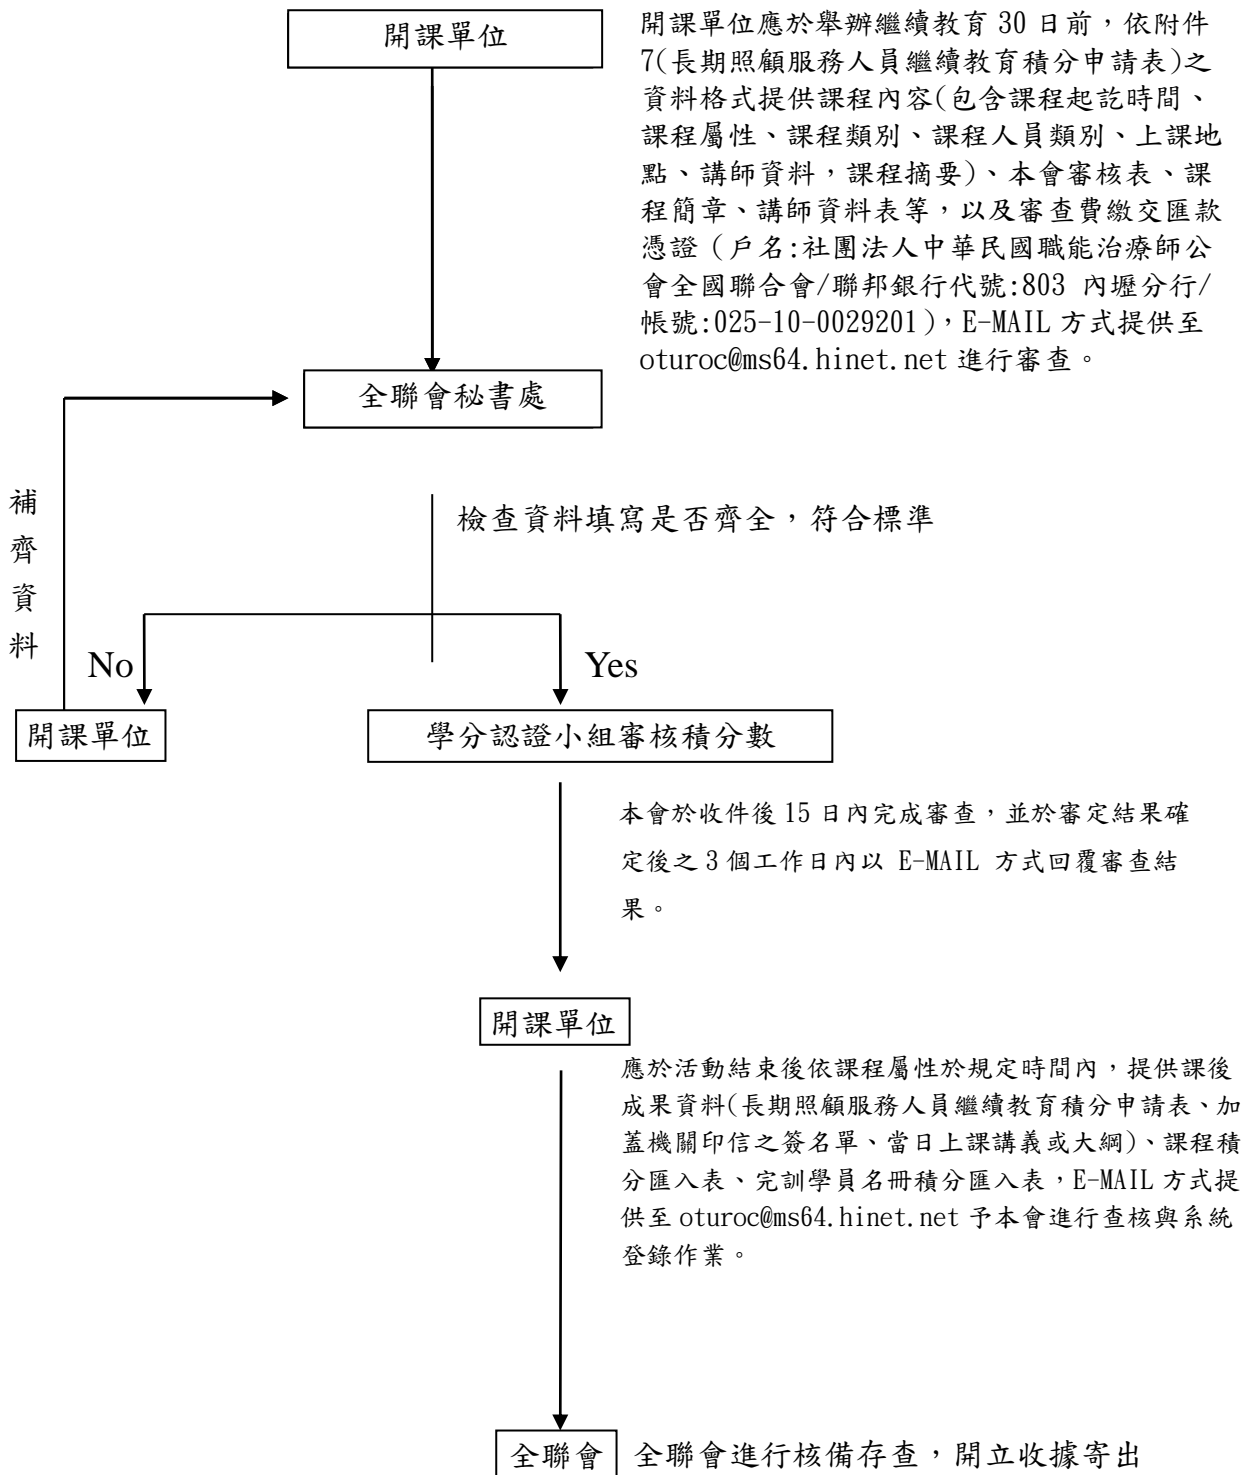 開課單位
開課單位應於舉辦繼續教育 30 日前，依附件
7(長期照顧服務人員繼續教育積分申請表)之
資料格式提供課程內容(包含課程起訖時間、
課程屬性、課程類別、課程人員類別、上課地
點、講師資料，課程摘要)、本會審核表、課
程簡章、講師資料表等，以及審查費繳交匯款
憑證（戶名:社團法人中華民國職能治療師公
會全國聯合會/聯邦銀行代號:803 內壢分行/
帳號:025-10-0029201)，E-MAIL 方式提供至
oturoc@ms64.hinet.net 進行審查。
全聯會秘書處
補齊資料
檢查資料填寫是否齊全，符合標準
No
Yes
開課單位
學分認證小組審核積分數
本會於收件後 15 日內完成審查，並於審定結果確
定後之 3 個工作日內以 E-MAIL 方式回覆審查結
果。
開課單位
應於活動結束後依課程屬性於規定時間內，提供課後
成果資料(長期照顧服務人員繼續教育積分申請表、加
蓋機關印信之簽名單、當日上課講義或大綱)、課程積
分匯入表、完訓學員名冊積分匯入表，E-MAIL 方式提
供至 oturoc@ms64.hinet.net 予本會進行查核與系統
登錄作業。
全聯會
全聯會進行核備存查，開立收據寄出